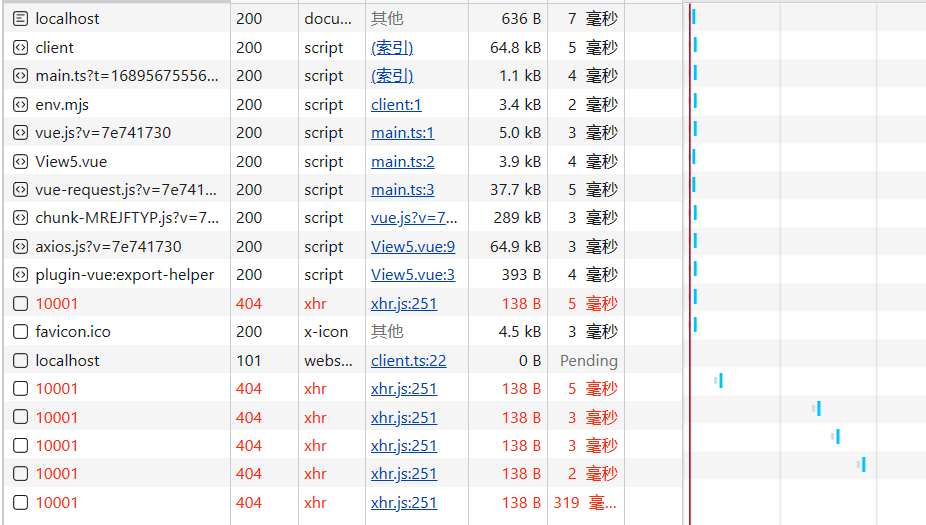 localhost 200 docu... 其他 636 B 7 毫秒
client 200 script (索引) 64.8 kB 5 毫秒
main.ts?t=16895675556... 200 script (索引) 1.1 kB 4 毫秒
env.mjs 200 script client:1 3.4 kB 2 毫秒
vue.js?v=7e741730 200 script main.ts:1 5.0 kB 3 毫秒
View5.vue 200 script main.ts:2 3.9 kB 4 毫秒
vue-request.js?v=7e741... 200 script main.ts:3 37.7 kB 5 毫秒
chunk-MREJFTYP.js?v=7... 200 script vue.js?v=7... 289 kB 3 毫秒
axios.js?v=7e741730 200 script View5.vue:9 64.9 kB 3 毫秒
plugin-vue:export-helper 200 script View5.vue:3 393 B 4 毫秒
10001 404 xhr xhr.js:251 138 B 5 毫秒
favicon.ico 200 x-icon 其他 4.5 kB 3 毫秒
localhost 101 webs... client.ts:22 0 B Pending
10001 404 xhr xhr.js:251 138 B 5 毫秒
10001 404 xhr xhr.js:251 138 B 3 毫秒
10001 404 xhr xhr.js:251 138 B 3 毫秒
10001 404 xhr xhr.js:251 138 B 2 毫秒
10001 404 xhr xhr.js:251 138 B 319 毫...